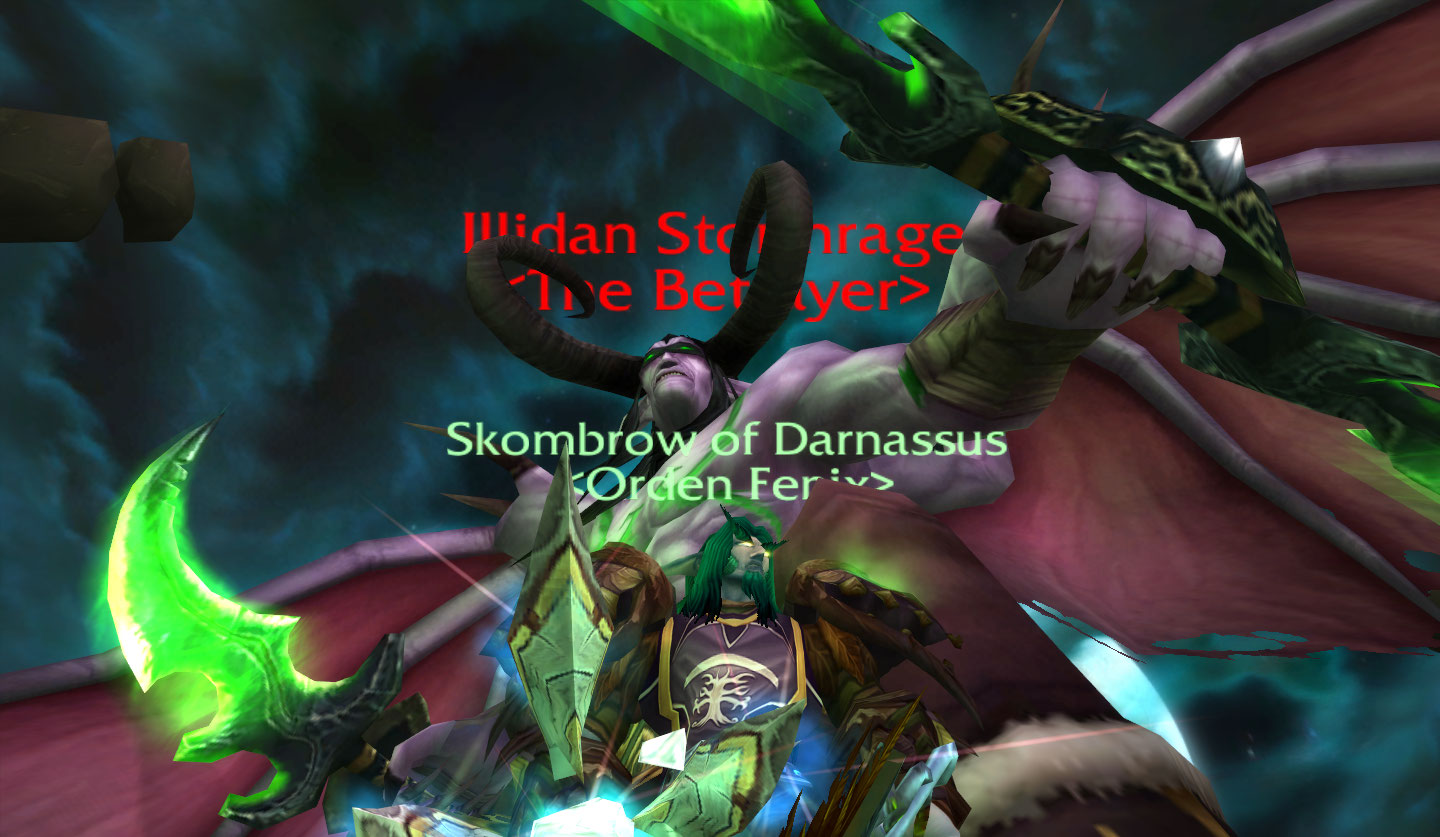 Illidan Stormrage
<The Betrayer>
Skombrow of Darnassus
<Orden Fenix>